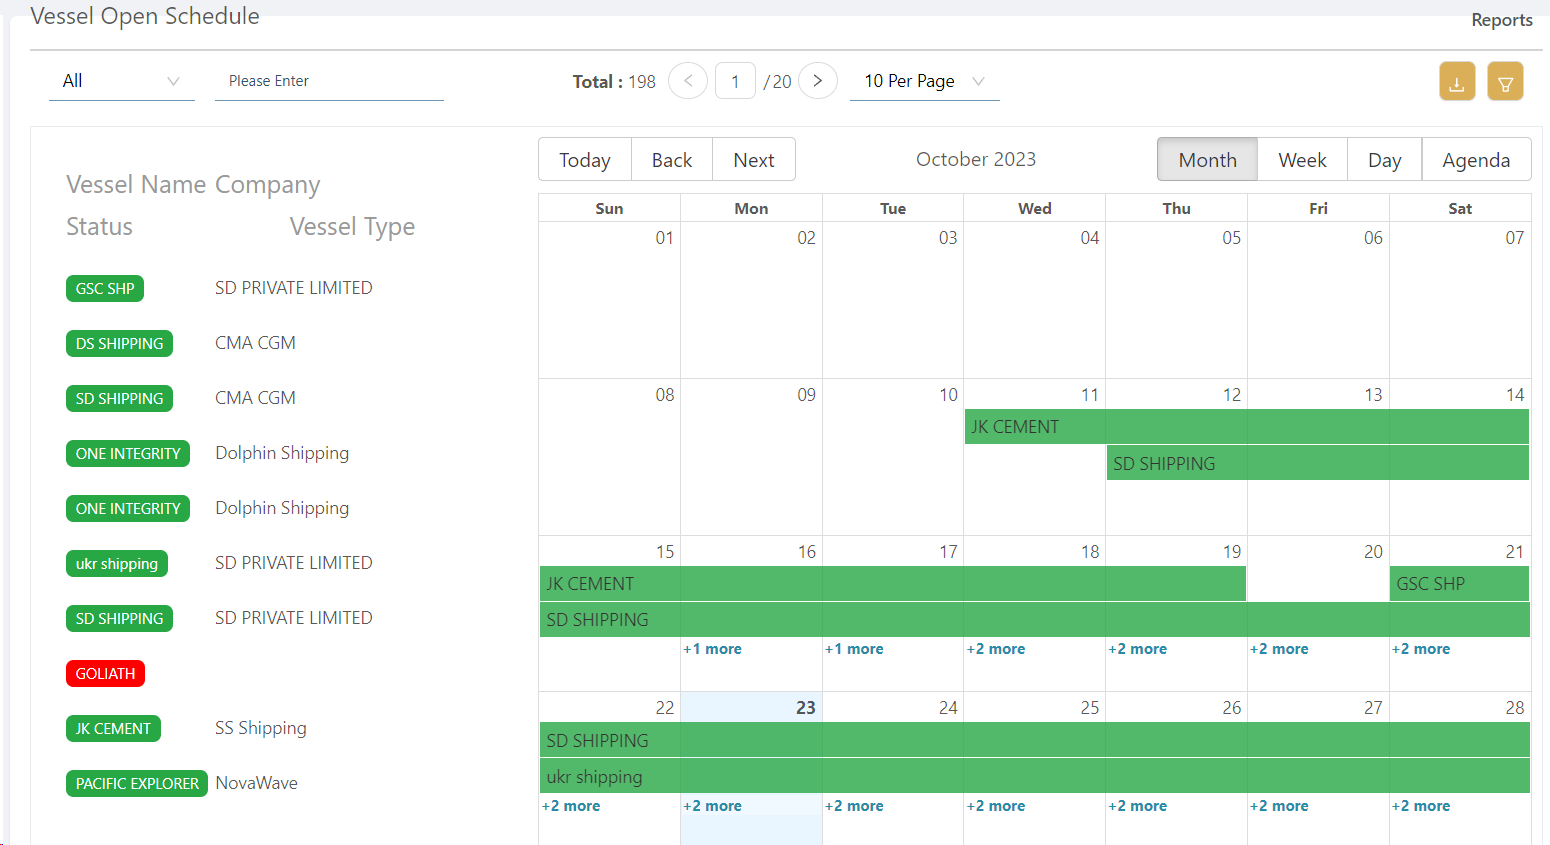 Vessel Open Schedule
Reports
All
Please Enter
Total : 198
1
/ 20
10 Per Page
Today Back Next
October 2023
Month Week Day Agenda
Vessel Name Company
Status Vessel Type
GSC SHP SD PRIVATE LIMITED
DS SHIPPING CMA CGM
SD SHIPPING CMA CGM
ONE INTEGRITY Dolphin Shipping
ONE INTEGRITY Dolphin Shipping
ukr shipping SD PRIVATE LIMITED
SD SHIPPING SD PRIVATE LIMITED
GOLIATH
JK CEMENT SS Shipping
PACIFIC EXPLORER NovaWave
Sun Mon Tue Wed Thu Fri Sat
01 02 03 04 05 06 07
08 09 10 11 12 13 14
JK CEMENT
SD SHIPPING
15 16 17 18 19 20 21
JK CEMENT GSC SHP
SD SHIPPING
+1 more +1 more +2 more +2 more +2 more +2 more
22 23 24 25 26 27 28
SD SHIPPING
ukr shipping
+2 more +2 more +2 more +2 more +2 more +2 more +2 more